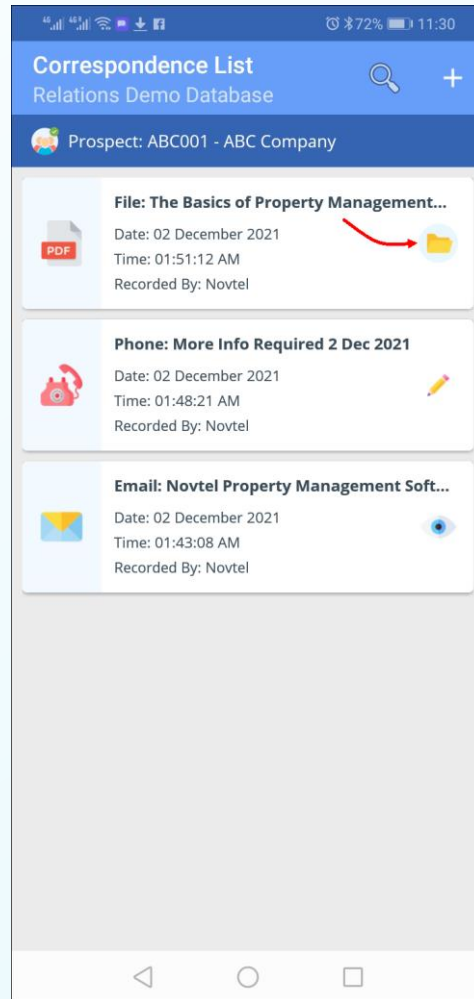 72% 11:30
Correspondence List
Relations Demo Database
Prospect: ABC001 - ABC Company
File: The Basics of Property Management...
Date: 02 December 2021
Time: 01:51:12 AM
Recorded By: Novtel
PDF
Phone: More Info Required 2 Dec 2021
Date: 02 December 2021
Time: 01:48:21 AM
Recorded By: Novtel
Email: Novtel Property Management Soft...
Date: 02 December 2021
Time: 01:43:08 AM
Recorded By: Novtel